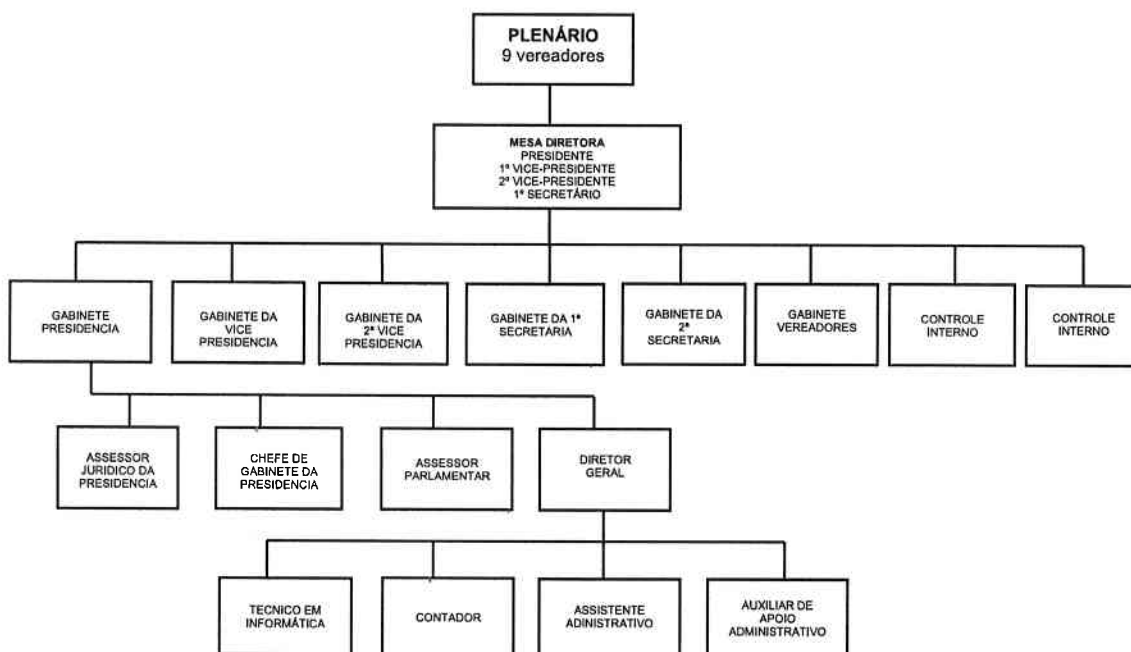 PLENÁRIO
9 vereadores
MESA DIRETORA
PRESIDENTE
1º VICE-PRESIDENTE
2º VICE-PRESIDENTE
1º SECRETÁRIO
GABINETE
PRESIDENCIA
GABINETE DA
VICE
PRESIDENCIA
GABINETE DA
2ª VICE
PRESIDENCIA
GABINETE DA 1ª
SECRETARIA
GABINETE DA
2ª
SECRETARIA
GABINETE
VEREADORES
CONTROLE
INTERNO
CONTROLE
INTERNO
ASSESSOR
JURIDICO DA
PRESIDENCIA
CHEFE DE
GABINETE DA
PRESIDENCIA
ASSESSOR
PARLAMENTAR
DIRETOR
GERAL
TECNICO EM
INFORMÁTICA
CONTADOR
ASSISTENTE
ADINISTRATIVO
AUXILIAR DE
APOIO
ADMINISTRATIVO